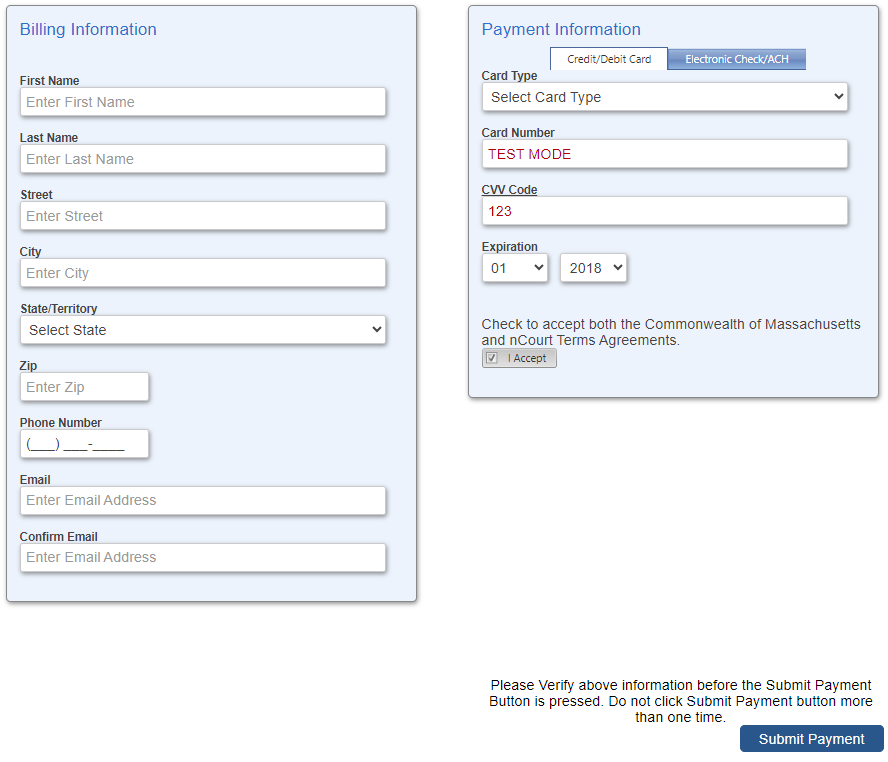 Billing Information
First Name
Enter First Name
Last Name
Enter Last Name
Street
Enter Street
City
Enter City
State/Territory
Select State
Zip
Enter Zip
Phone Number
(___) ___-____
Email
Enter Email Address
Confirm Email
Enter Email Address
Payment Information
Credit/Debit Card
Electronic Check/ACH
Card Type
Select Card Type
Card Number
TEST MODE
CVV Code
123
Expiration
01 2018
Check to accept both the Commonwealth of Massachusetts
and nCourt Terms Agreements.
I Accept
Please Verify above information before the Submit Payment
Button is pressed. Do not click Submit Payment button more
than one time.
Submit Payment